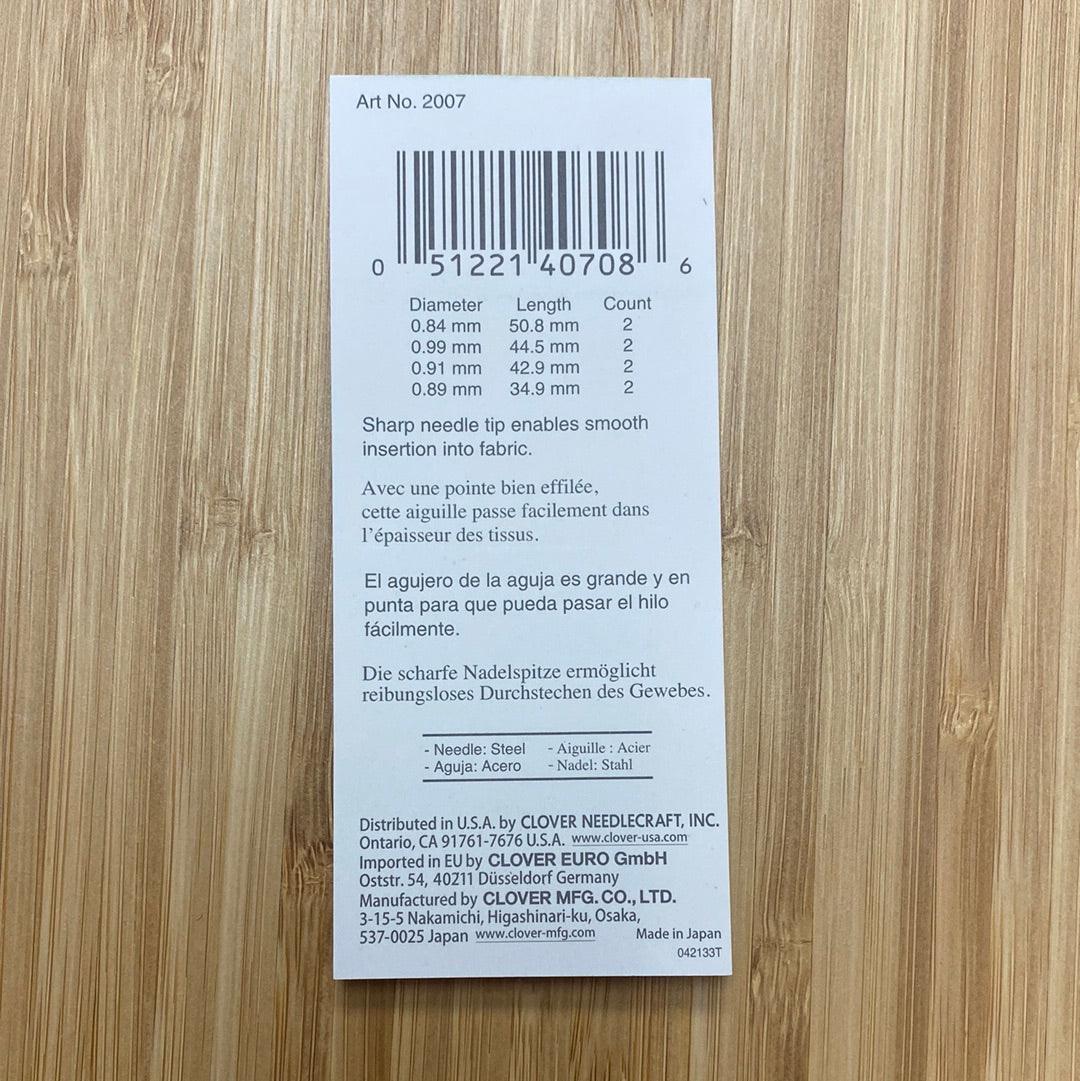 Art No. 2007
0 51221 40708 6
Diameter Length Count
0.84 mm 50.8 mm 2
0.99 mm 44.5 mm 2
0.91 mm 42.9 mm 2
0.89 mm 34.9 mm 2
Sharp needle tip enables smooth
insertion into fabric.
Avec une pointe bien effilée,
cette aiguille passe facilement dans
l'épaisseur des tissus.
El agujero de la aguja es grande y en
punta para que pueda pasar el hilo
fácilmente.
Die scharfe Nadelspitze ermöglicht
reibungsloses Durchstechen des Gewebes.
- Needle: Steel - Aiguille : Acier
- Aguja: Acero - Nadel: Stahl
Distributed in U.S.A. by CLOVER NEEDLECRAFT, INC.
Ontario, CA 91761-7676 U.S.A. www.clover-usa.com
Imported in EU by CLOVER EURO GmbH
Oststr. 54, 40211 Düsseldorf Germany
Manufactured by CLOVER MFG. CO., LTD.
3-15-5 Nakamichi, Higashinari-ku, Osaka,
537-0025 Japan www.clover-mfg.com Made in Japan
042133T